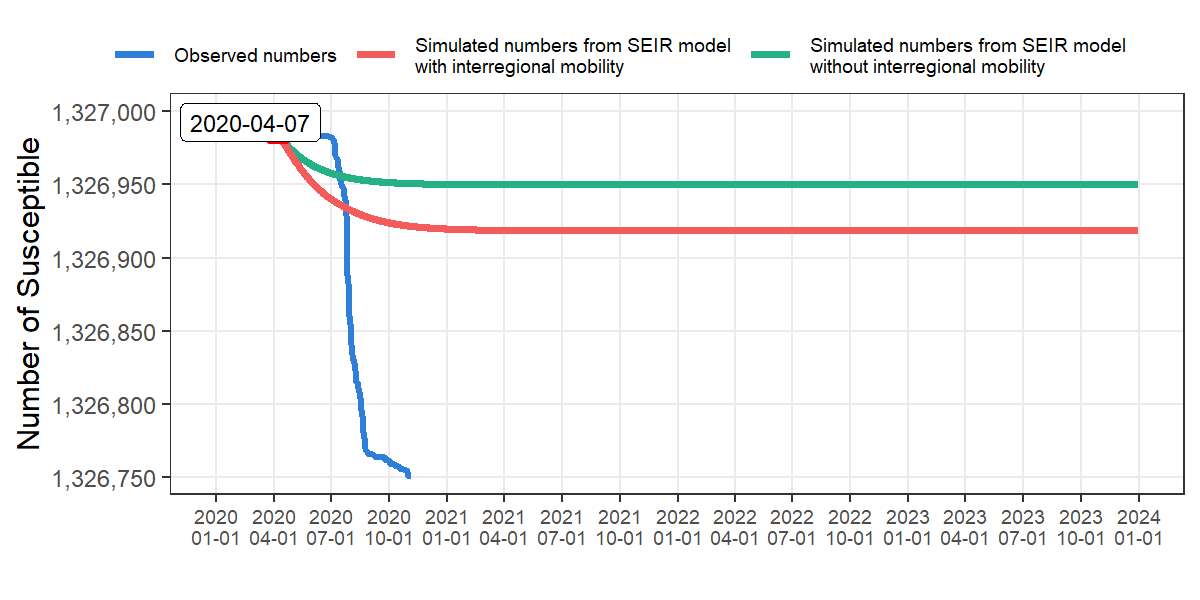 Observed numbers
Simulated numbers from SEIR model
with interregional mobility
Simulated numbers from SEIR model
without interregional mobility
Number of Susceptible
1,327,000
1,326,950
1,326,900
1,326,850
1,326,800
1,326,750
2020-04-07
2020 2020 2020 2020 2021 2021 2021 2021 2022 2022 2022 2022 2023 2023 2023 2023 2024
01-01 04-01 07-01 10-01 01-01 04-01 07-01 10-01 01-01 04-01 07-01 10-01 01-01 04-01 07-01 10-01 01-01